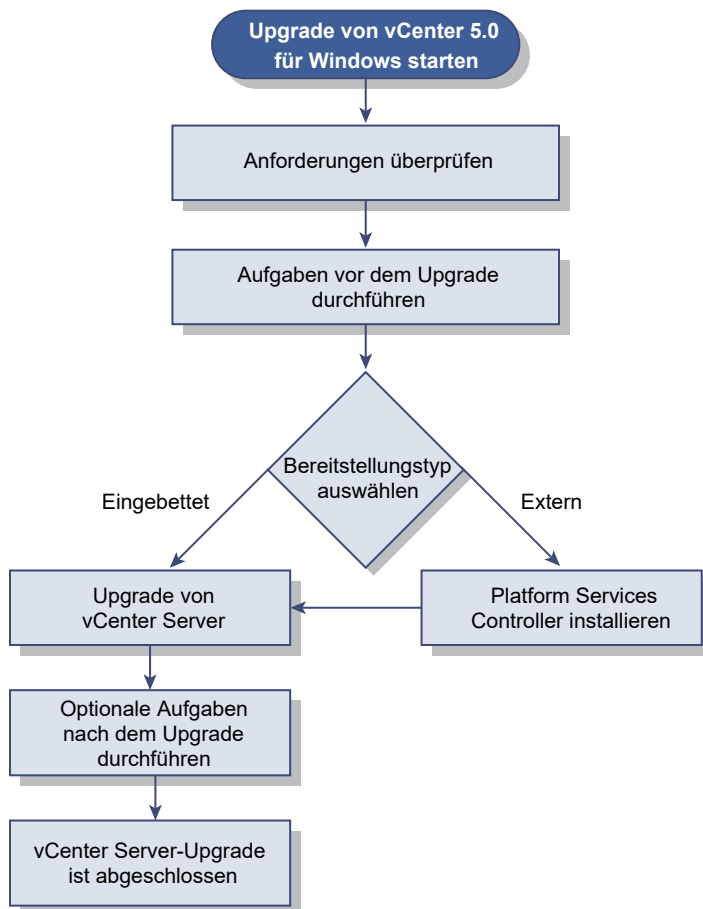 Upgrade von vCenter 5.0
für Windows starten
Anforderungen überprüfen
Aufgaben vor dem Upgrade
durchführen
Bereitstellungstyp
auswählen
Eingebettet
Extern
Upgrade von
vCenter Server
Platform Services
Controller installieren
Optionale Aufgaben
nach dem Upgrade
durchführen
vCenter Server-Upgrade
ist abgeschlossen